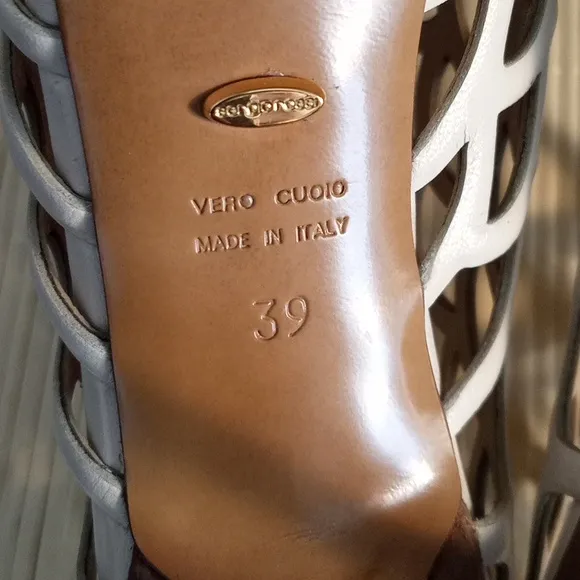 sergiorossi
VERO CUOIO
MADE IN ITALY
39